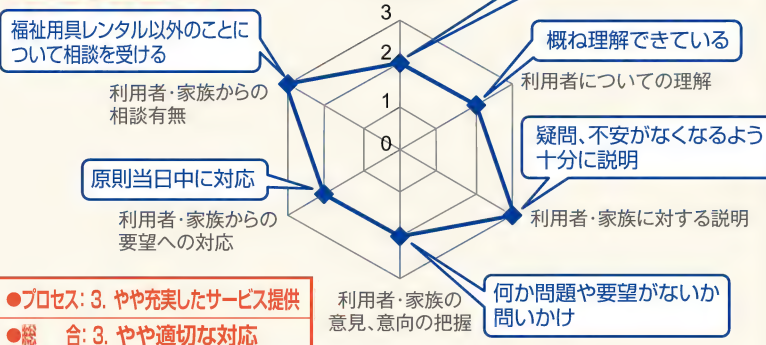 福祉用具レンタル以外のことに
ついて相談を受ける
3
2
1
0
概ね理解できている
利用者についての理解
利用者・家族からの
相談有無
疑問、不安がなくなるよう
十分に説明
原則当日中に対応
利用者・家族に対する説明
利用者・家族からの
要望への対応
何か問題や要望がないか
問いかけ
利用者・家族の
意見、意向の把握
●プロセス: 3. やや充実したサービス提供
●総 合: 3. やや適切な対応